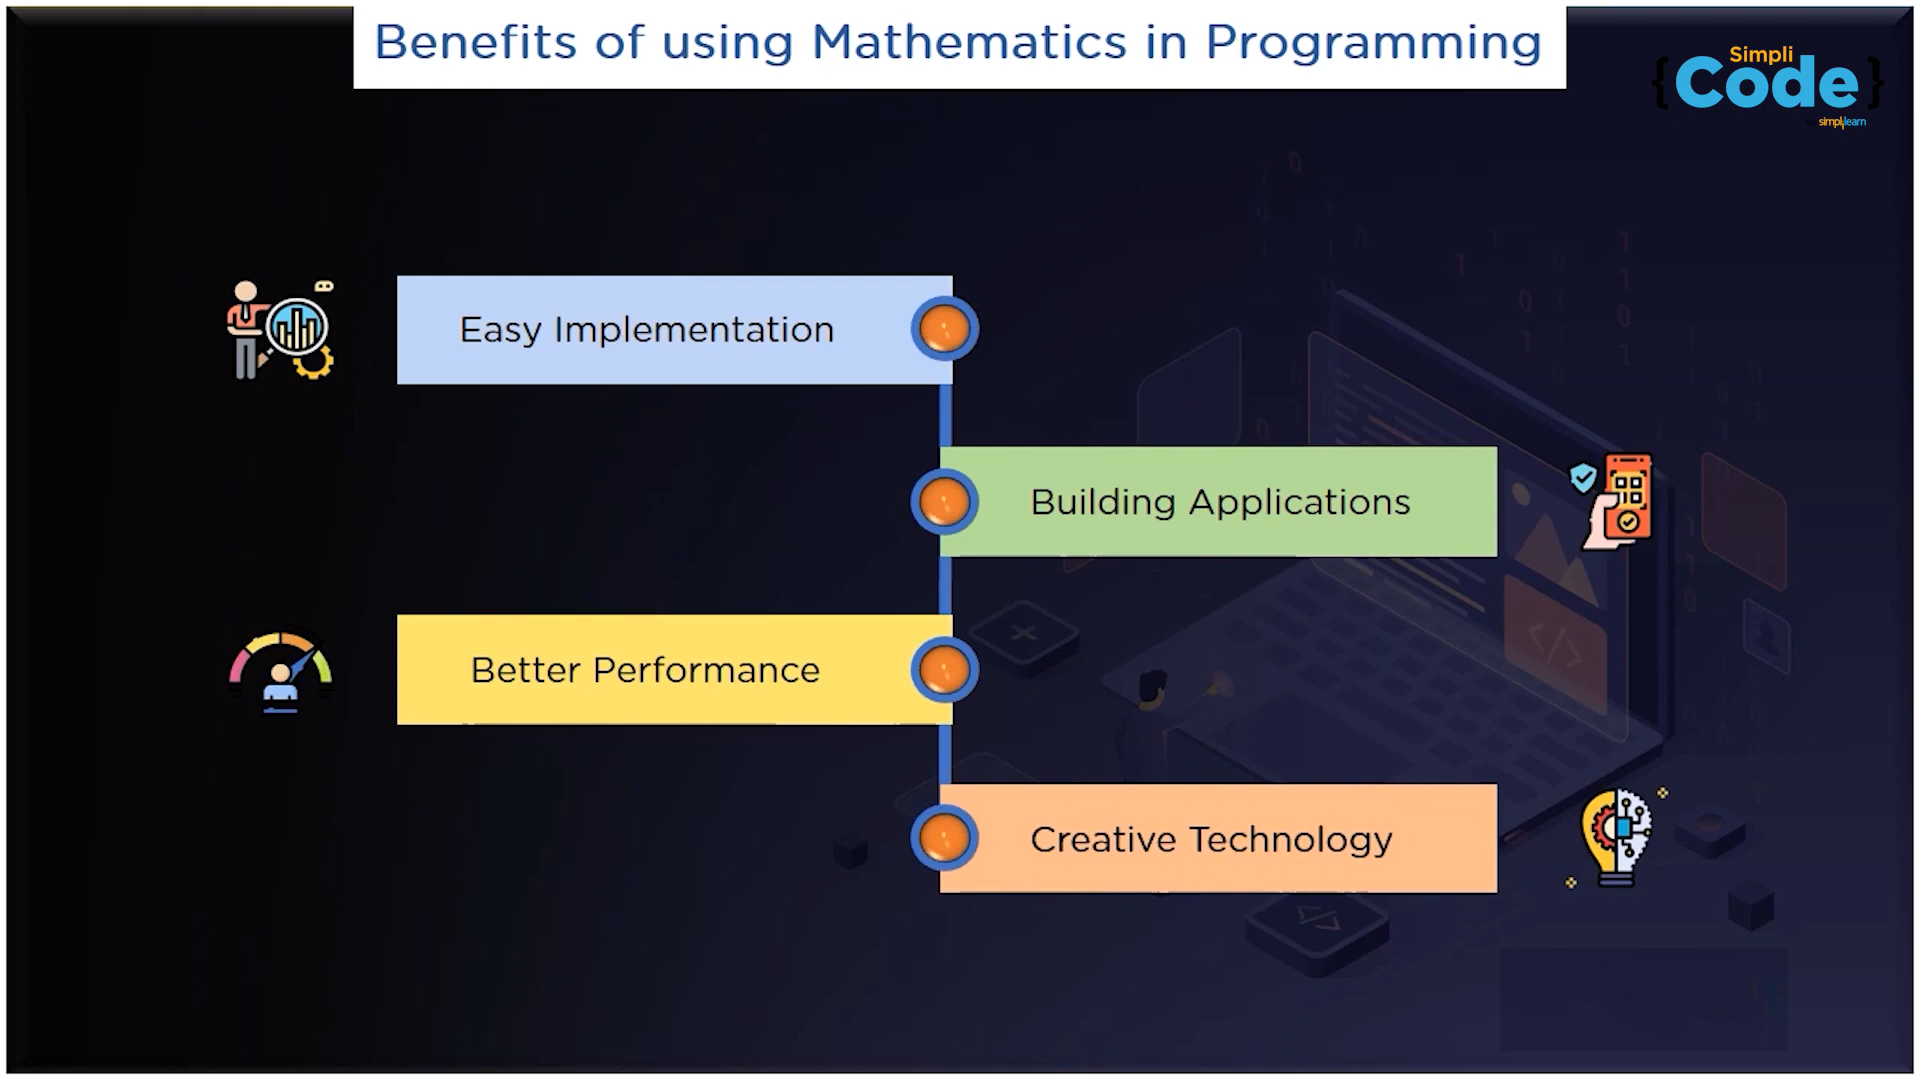 Benefits of using Mathematics in Programming
Simpli
{Code}
simplilearn
Easy Implementation
Building Applications
Better Performance
Creative Technology